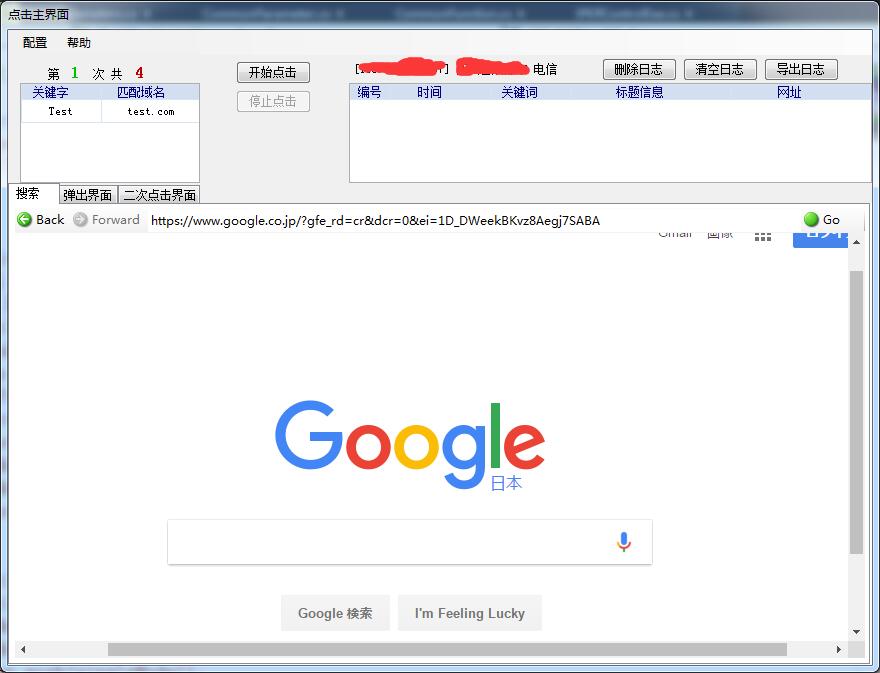 点击主界面
配置 帮助
第 1 次 共 4
开始点击
停止点击
电信
删除日志 清空日志 导出日志
关键字 匹配域名
Test test.com
编号 时间 关键词 标题信息 网址
搜索 弹出界面 二次点击界面
Back Forward https://www.google.co.jp/?gfe_rd=cr&dcr=0&ei=1D_DWeekBKvz8Aegj7SABA Go
Gmail 画像
Google
日本
Google 検索 I'm Feeling Lucky